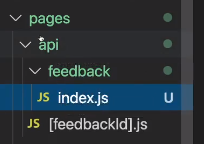 pages
api
feedback
JS index.js U
JS [feedbackId].js